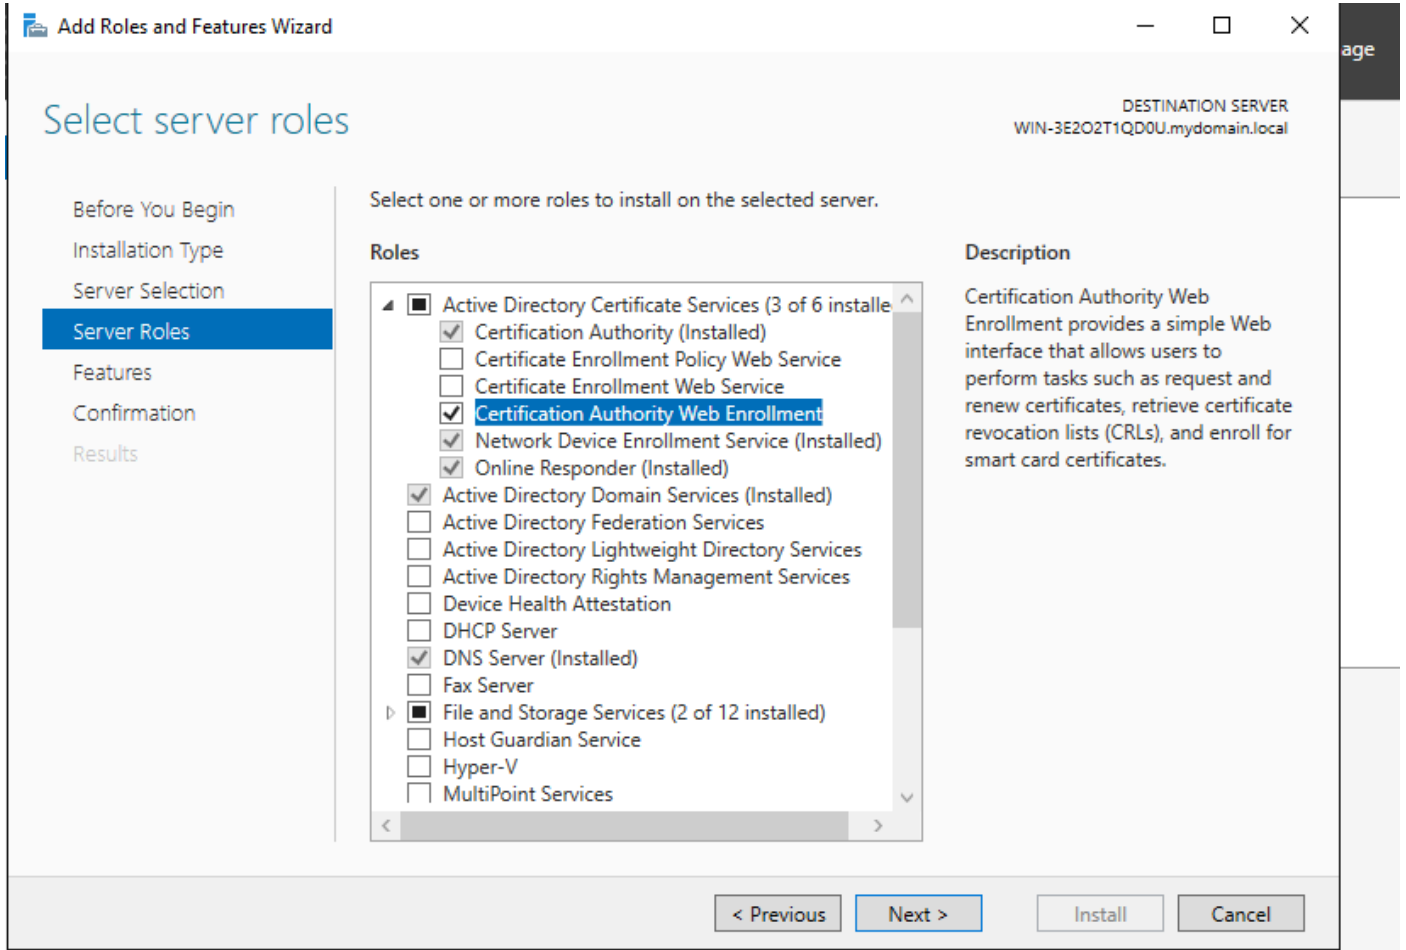 Add Roles and Features Wizard
age
Select server roles
DESTINATION SERVER
WIN-3E2O2T1QD0U.mydomain.local
Before You Begin
Installation Type
Server Selection
Server Roles
Features
Confirmation
Results
Select one or more roles to install on the selected server.
Roles
Active Directory Certificate Services (3 of 6 installe
Certification Authority (Installed)
Certificate Enrollment Policy Web Service
Certificate Enrollment Web Service
Certification Authority Web Enrollment
Network Device Enrollment Service (Installed)
Online Responder (Installed)
Active Directory Domain Services (Installed)
Active Directory Federation Services
Active Directory Lightweight Directory Services
Active Directory Rights Management Services
Device Health Attestation
DHCP Server
DNS Server (Installed)
Fax Server
File and Storage Services (2 of 12 installed)
Host Guardian Service
Hyper-V
MultiPoint Services
Description
Certification Authority Web
Enrollment provides a simple Web
interface that allows users to
perform tasks such as request and
renew certificates, retrieve certificate
revocation lists (CRLs), and enroll for
smart card certificates.
< Previous
Next >
Install
Cancel